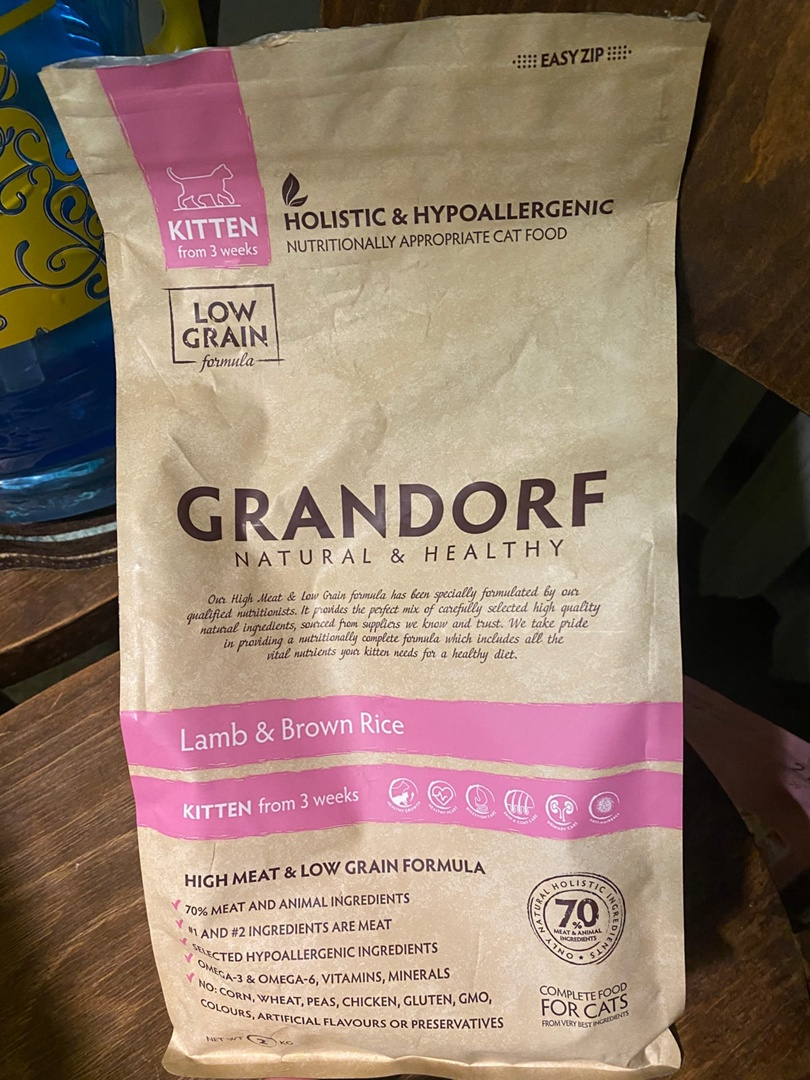 EASY ZIP
KITTEN
from 3 weeks
HOLISTIC & HYPOALLERGENIC
NUTRITIONALLY APPROPRIATE CAT FOOD
LOW
GRAIN
formula
GRANDORF
NATURAL & HEALTHY
Our High Meat & Low Grain formula has been specially formulated by our
qualified nutritionists. It provides the perfect mix of carefully selected high quality
natural ingredients, sourced from suppliers we know and trust. We take pride
in providing a nutritionally complete formula which includes all the
vital nutrients your kitten needs for a healthy diet.
Lamb & Brown Rice
KITTEN from 3 weeks
HIGH MEAT & LOW GRAIN FORMULA
70% MEAT AND ANIMAL INGREDIENTS
#1 AND #2 INGREDIENTS ARE MEAT
SELECTED HYPOALLERGENIC INGREDIENTS
OMEGA-3 & OMEGA-6, VITAMINS, MINERALS
NO: CORN, WHEAT, PEAS, CHICKEN, GLUTEN, GMO,
COLOURS, ARTIFICIAL FLAVOURS OR PRESERVATIVES
NET WT 2 KG
ONLY NATURAL HOLISTIC INGREDIENTS
70%
MEAT & ANIMAL
INGREDIENTS
COMPLETE FOOD
FOR CATS
FROM VERY BEST INGREDIENTS